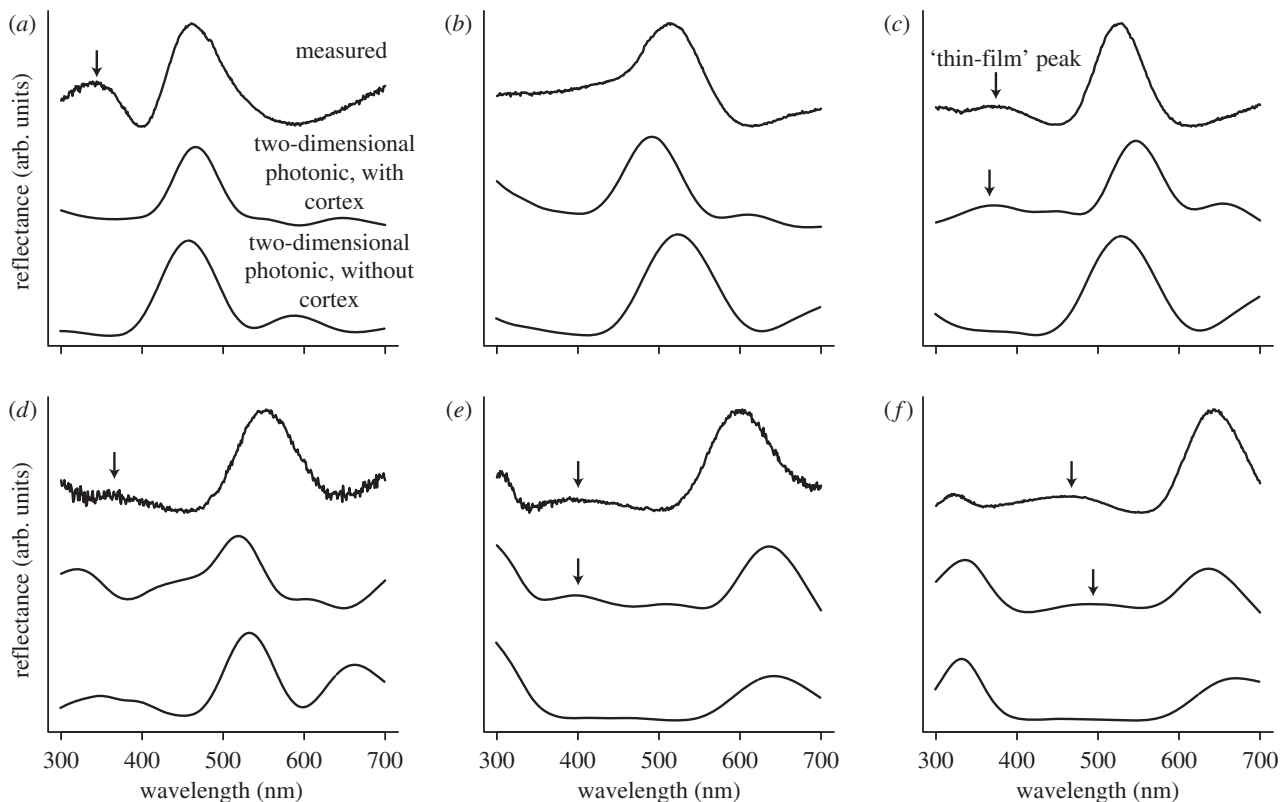 (a)
measured
two-dimensional
photonic, with
cortex
two-dimensional
photonic, without
cortex
reflectance (arb. units)
(b)
(c)
‘thin-film’ peak
(d)
reflectance (arb. units)
300 400 500 600 700
wavelength (nm)
(e)
300 400 500 600 700
wavelength (nm)
(f)
300 400 500 600 700
wavelength (nm)